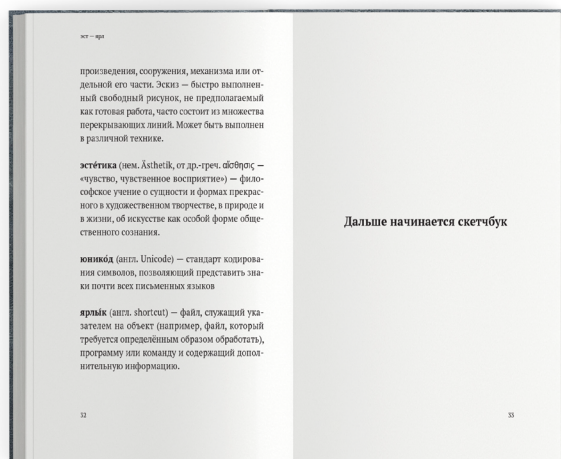 эст — ярл
произведения, сооружения, механизма или от-
дельной его части. Эскиз — быстро выполнен-
ный свободный рисунок, не предполагаемый
как готовая работа, часто состоит из множества
перекрывающих линий. Может быть выполнен
в различной технике.
эсте́тика (нем. Ästhetik, от др.-греч. αἴσθησις —
«чувство, чувственное восприятие») — фило-
софское учение о сущности и формах прекрас-
ного в художественном творчестве, в природе и
в жизни, об искусстве как особой форме обще-
ственного сознания.
юнико́д (англ. Unicode) — стандарт кодирова-
ния символов, позволяющий представить зна-
ки почти всех письменных языков
ярлы́к (англ. shortcut) — файл, служащий ука-
зателем на объект (например, файл, который
требуется определённым образом обработать),
программу или команду и содержащий допол-
нительную информацию.
52
Дальше начинается скетчбук
53